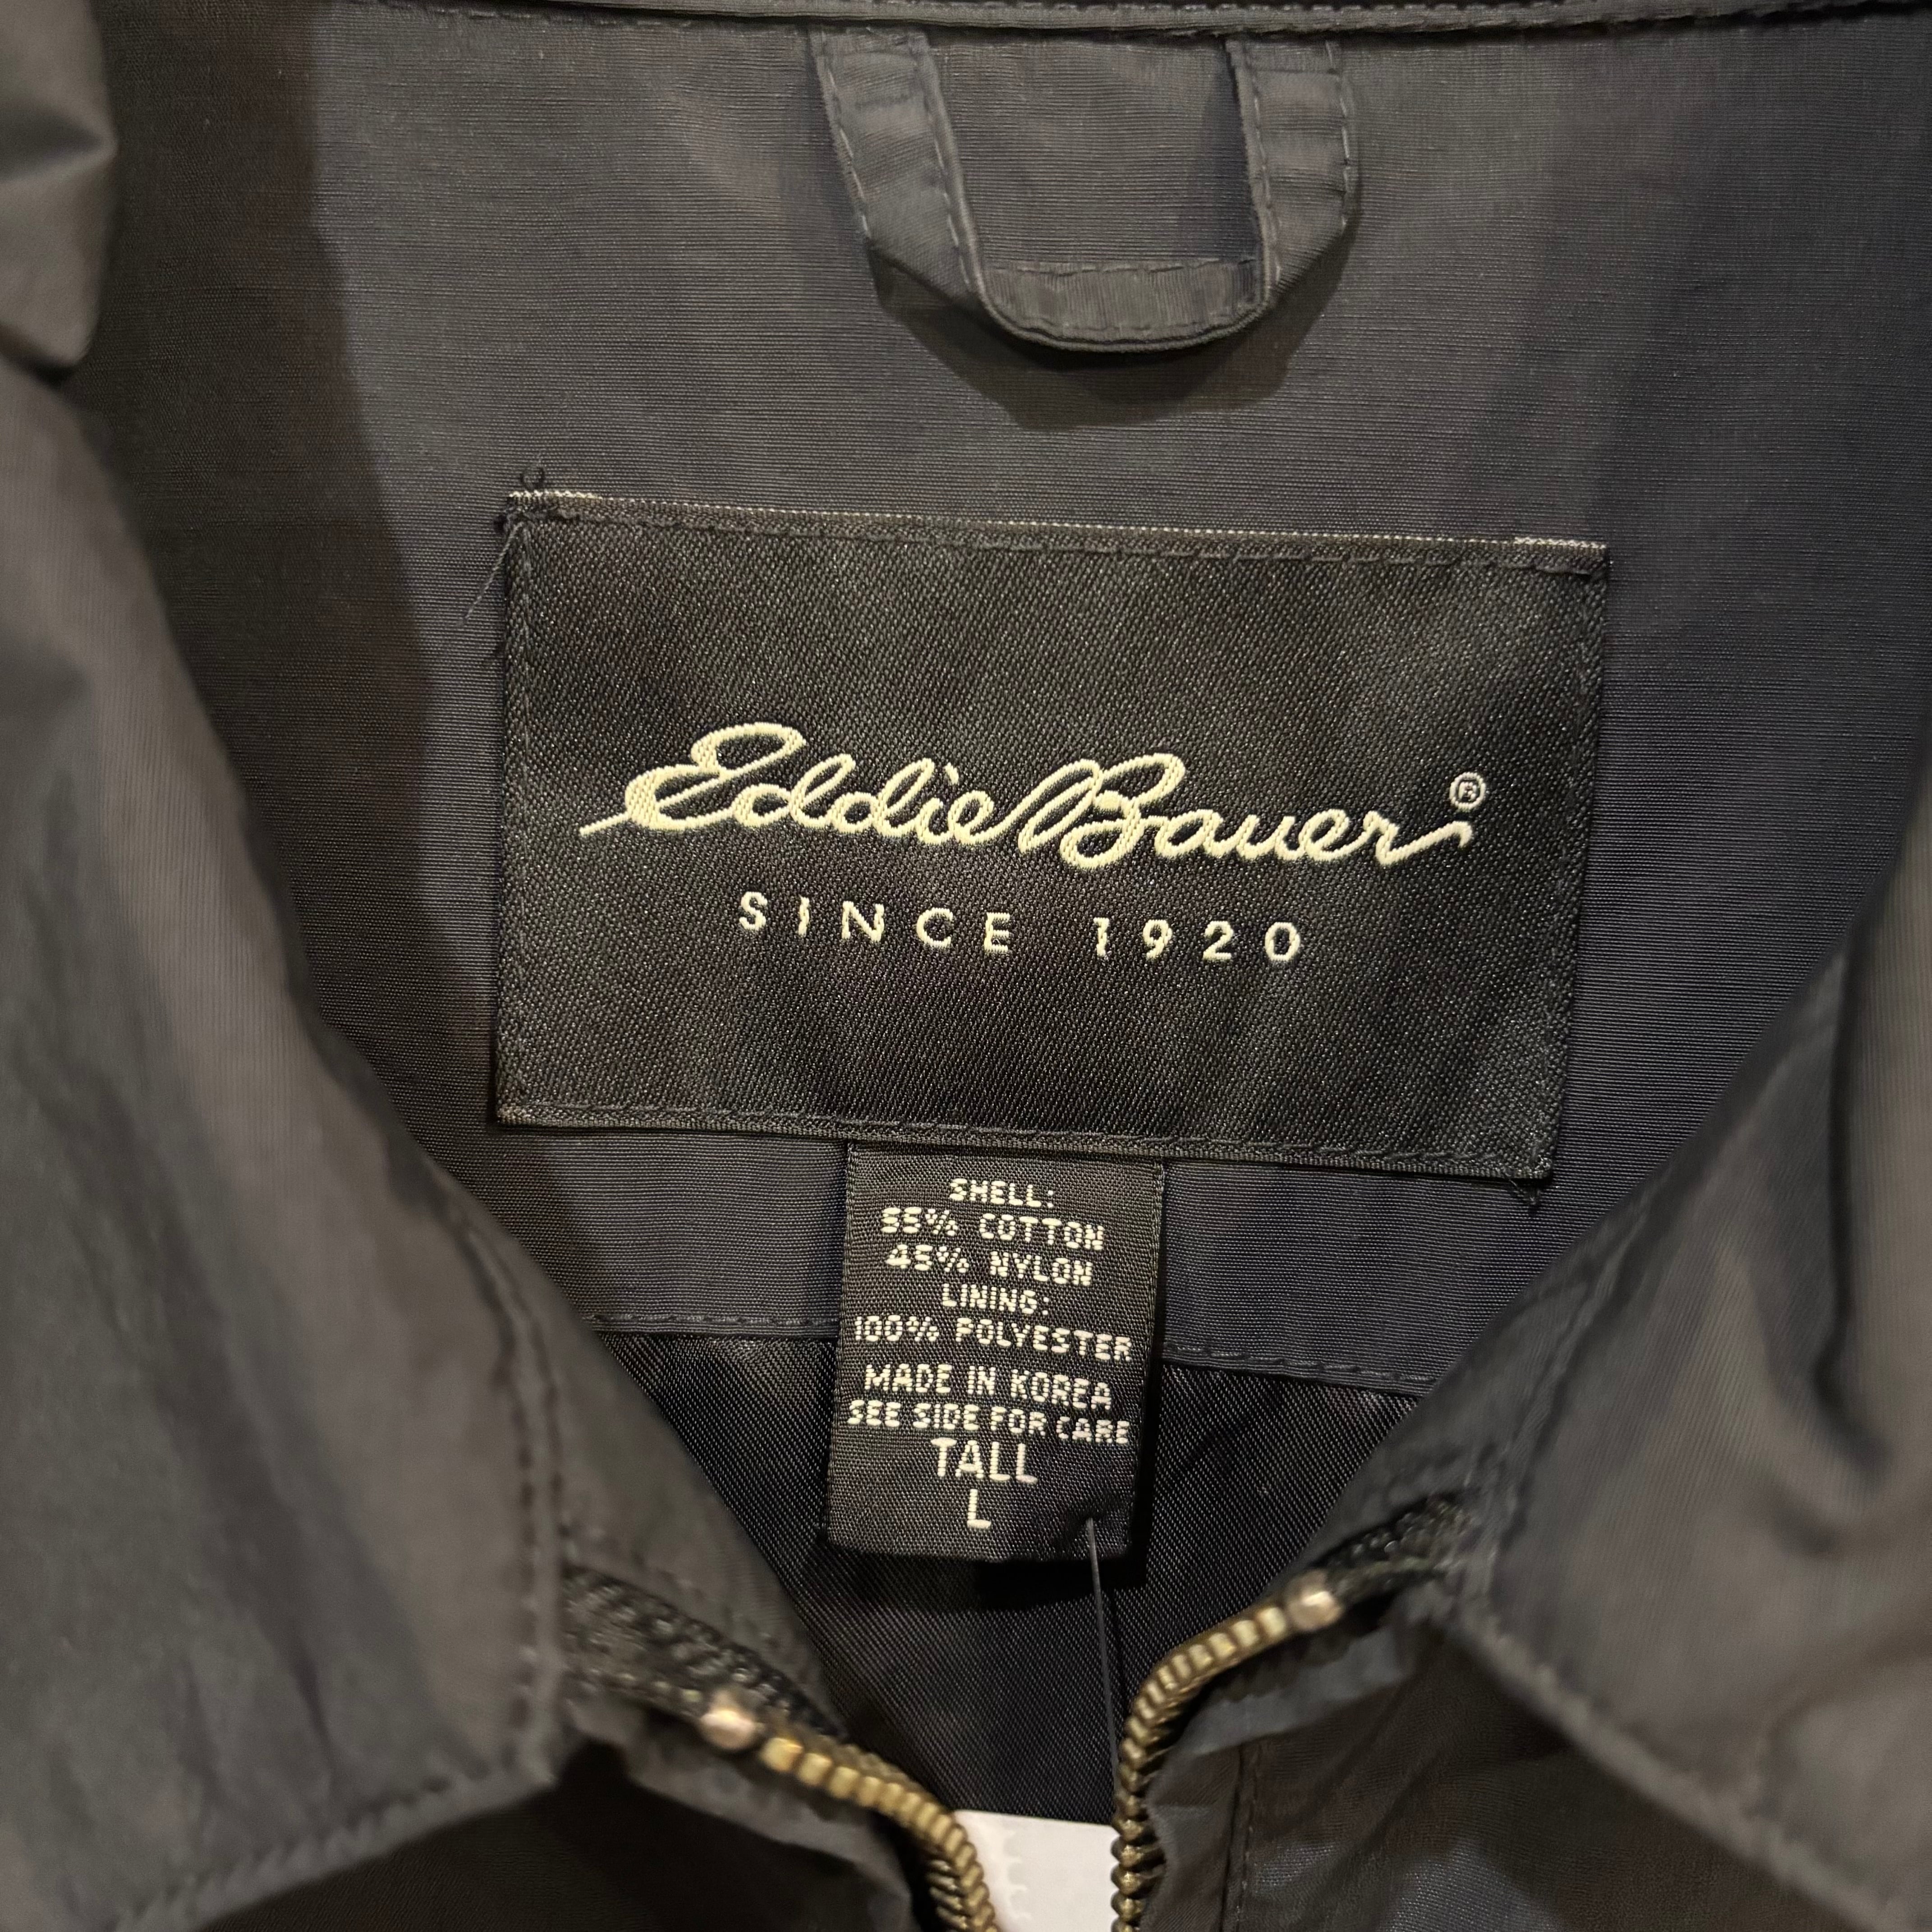 Eddie Bauer®
SINCE 1920
SHELL:
55% COTTON
45% NYLON
LINING:
100% POLYESTER
MADE IN KOREA
SEE SIDE FOR CARE
TALL
L